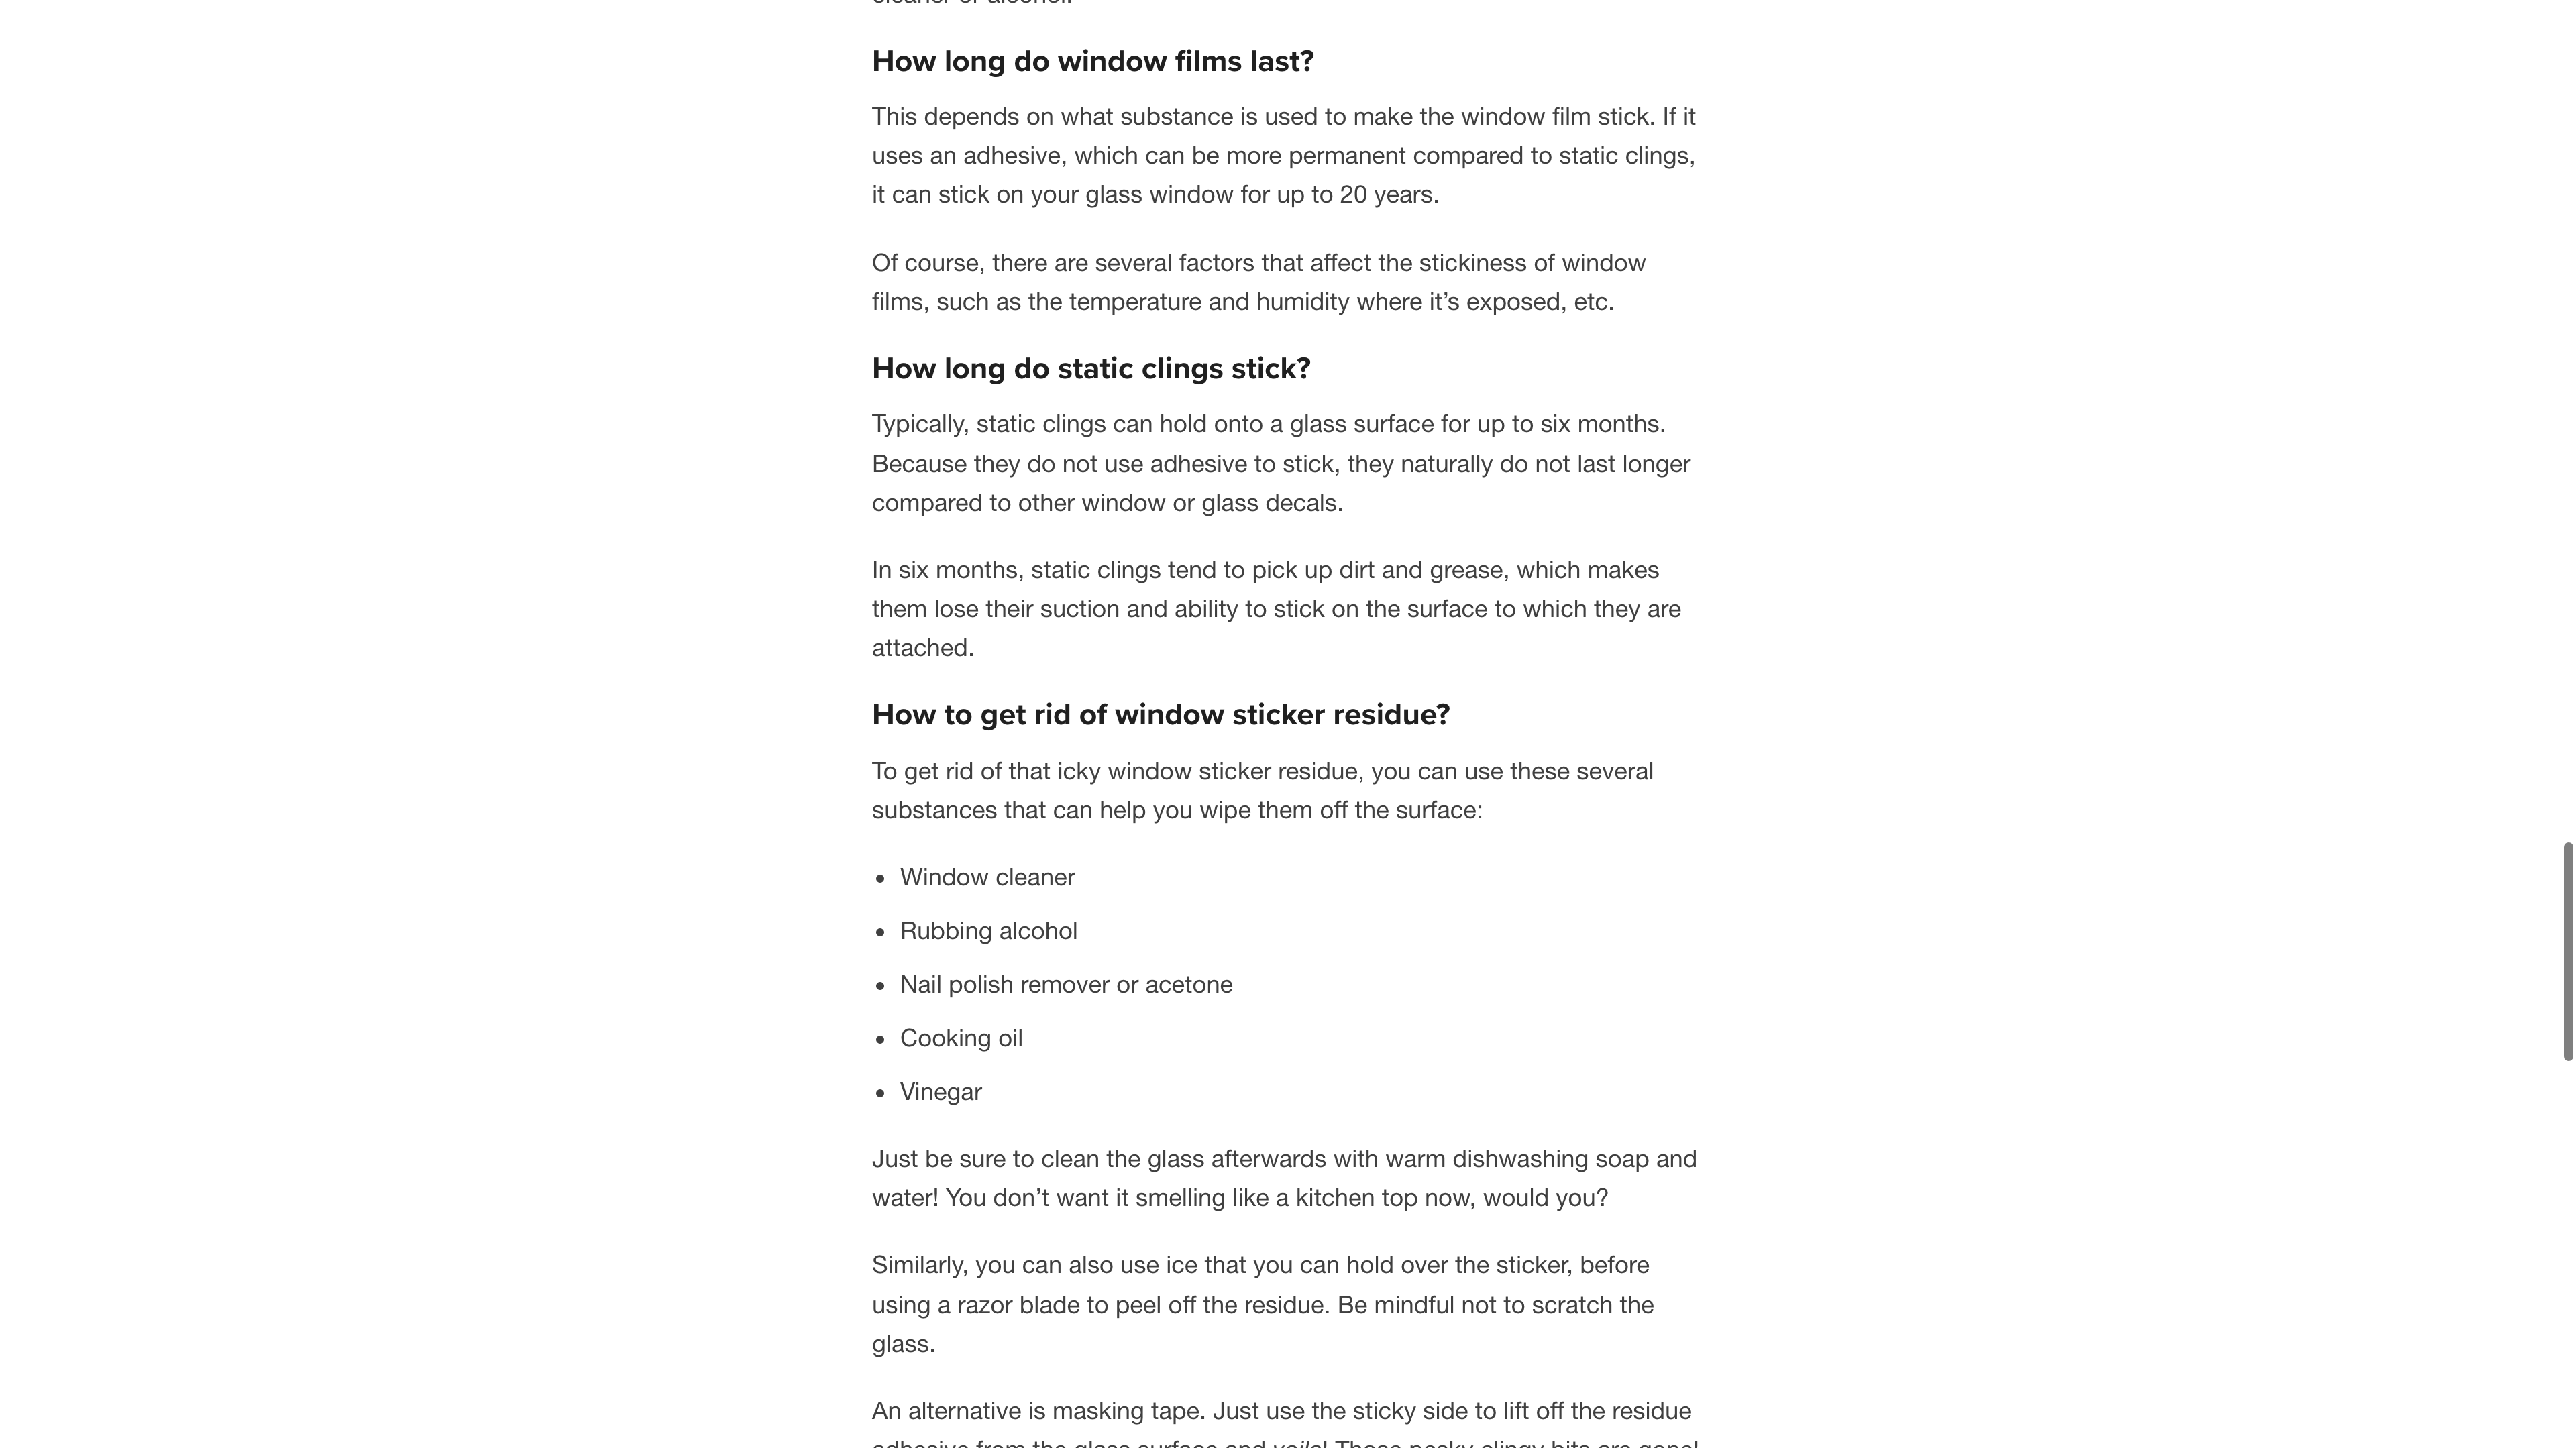 How long do window films last?
This depends on what substance is used to make the window film stick. If it
uses an adhesive, which can be more permanent compared to static clings,
it can stick on your glass window for up to 20 years.
Of course, there are several factors that affect the stickiness of window
films, such as the temperature and humidity where it’s exposed, etc.
How long do static clings stick?
Typically, static clings can hold onto a glass surface for up to six months.
Because they do not use adhesive to stick, they naturally do not last longer
compared to other window or glass decals.
In six months, static clings tend to pick up dirt and grease, which makes
them lose their suction and ability to stick on the surface to which they are
attached.
How to get rid of window sticker residue?
To get rid of that icky window sticker residue, you can use these several
substances that can help you wipe them off the surface:
• Window cleaner
• Rubbing alcohol
• Nail polish remover or acetone
• Cooking oil
• Vinegar
Just be sure to clean the glass afterwards with warm dishwashing soap and
water! You don’t want it smelling like a kitchen top now, would you?
Similarly, you can also use ice that you can hold over the sticker, before
using a razor blade to peel off the residue. Be mindful not to scratch the
glass.
An alternative is masking tape. Just use the sticky side to lift off the residue